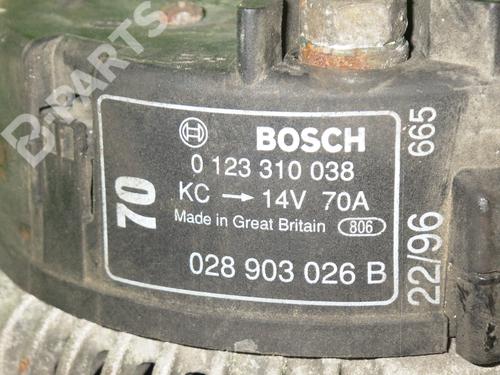 B-PARTS
BOSCH
0 123 310 038
KC → 14V 70A
Made in Great Britain 806
028 903 026 B
70
22/96 665